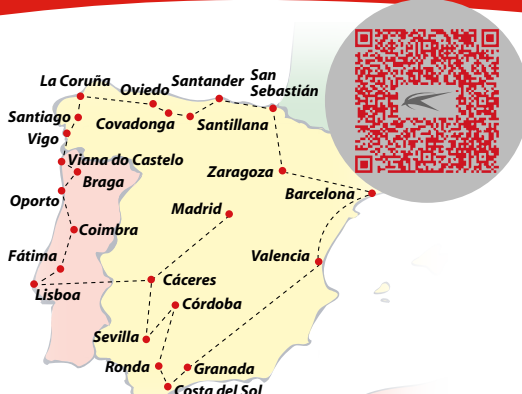 La Coruña
Oviedo
Santander
San
Sebastián
Santiago
Covadonga
Santillana
Vigo
Viana do Castelo
Braga
Zaragoza
Barcelona
Oporto
Madrid
Coimbra
Fátima
Valencia
Cáceres
Lisboa
Córdoba
Sevilla
Ronda
Granada
Costa del Sol